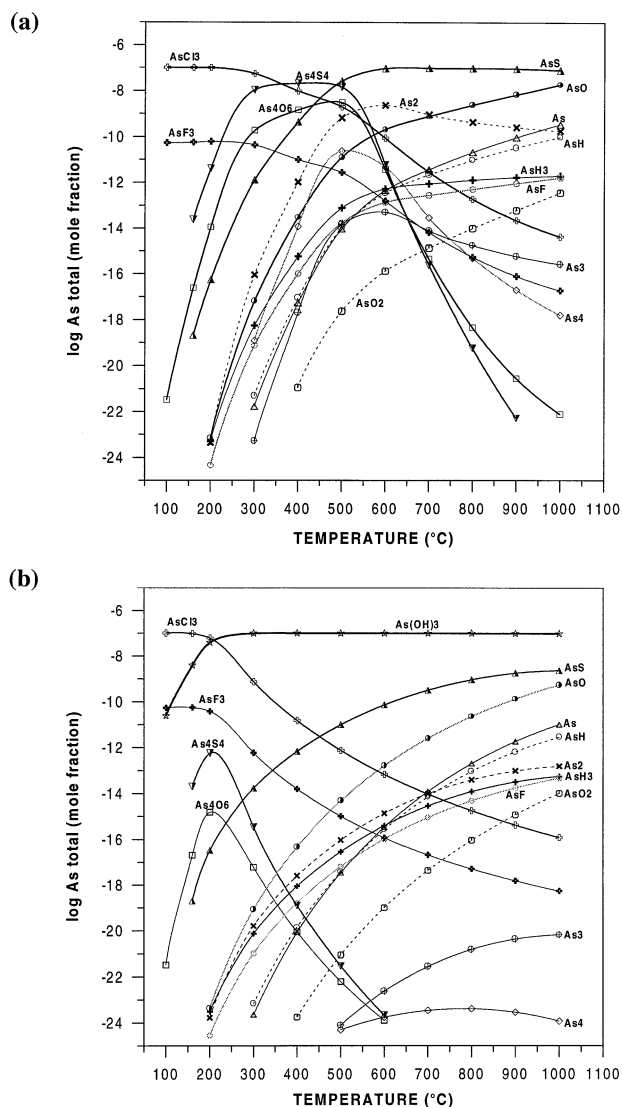 (a)
-6
AsCl3
As4S4
AsS
-8
AsO
As4O6
As2
-10
AsF3
As
AsH
-12
AsH3
AsF
-14
-16
As3
AsO2
-18
As4
-20
-22
-24
log As total (mole fraction)
100 200 300 400 500 600 700 800 900 1000 1100
TEMPERATURE (°C)
(b)
-6
AsCl3
As(OH)3
-8
AsS
AsO
-10
AsF3
As
AsH
-12
As4S4
As2
AsH3
-14
AsF
AsO2
As4O6
-16
-18
-20
As3
-22
-24
As4
log As total (mole fraction)
100 200 300 400 500 600 700 800 900 1000 1100
TEMPERATURE (°C)